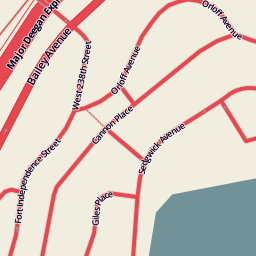 Orloff Avenue
Major Deegan Exp
Bailey Avenue
West 238th Street
Orloff Avenue
Cannon Place
Sedgwick Avenue
Fort Independence Street
Giles Place